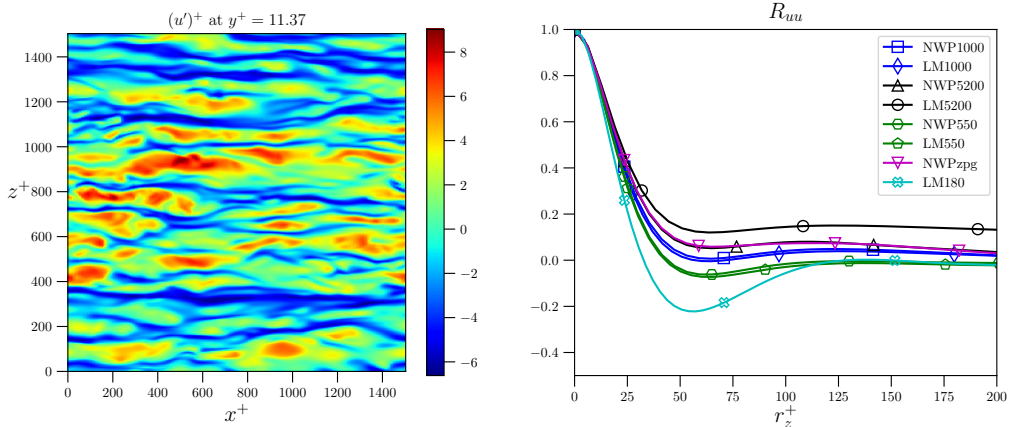 (u′)⁺ at y⁺ = 11.37
1400
1200
1000
800
600
400
200
0
z⁺
0 200 400 600 800 1000 1200 1400
x⁺
8
6
4
2
0
−2
−4
−6
R_{uu}
1.0
0.8
0.6
0.4
0.2
0.0
−0.2
−0.4
NWP1000
LM1000
NWP5200
LM5200
NWP550
LM550
NWPzpg
LM180
0 25 50 75 100 125 150 175 200
r_z⁺